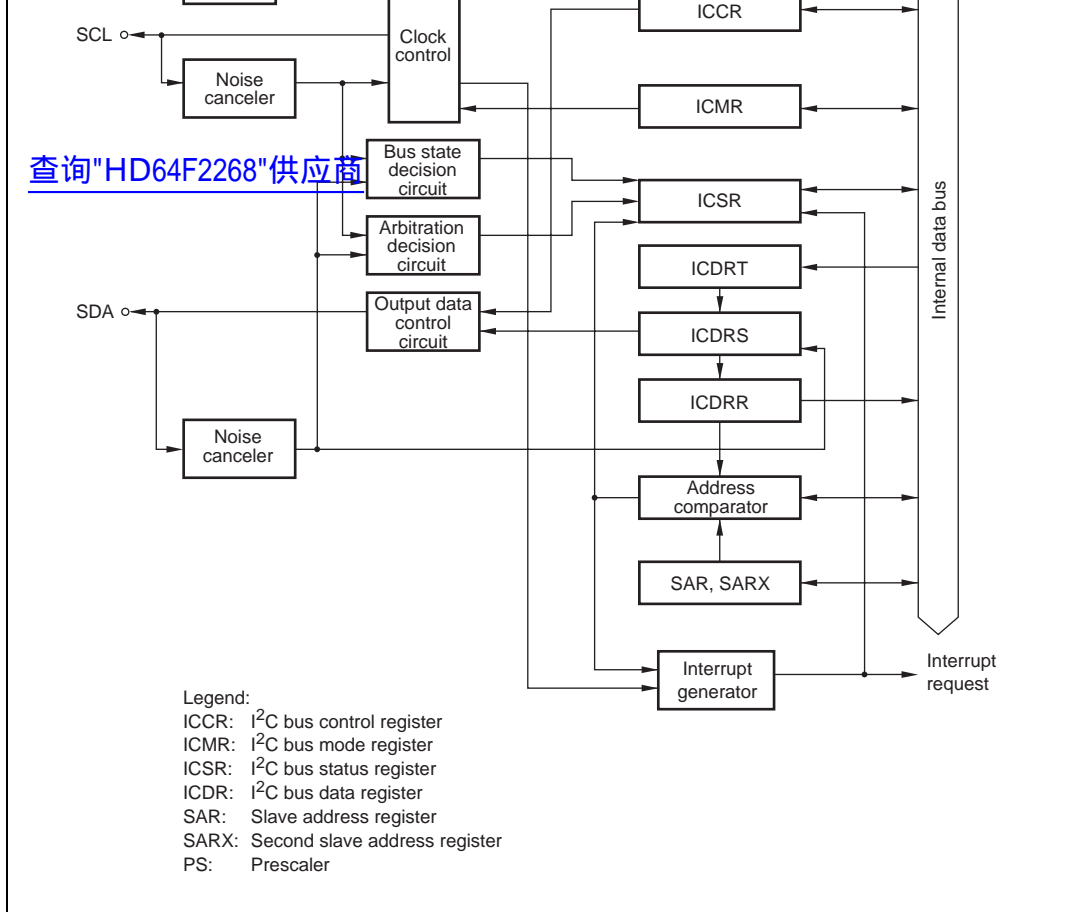 ICCR
SCL
Clock
control
Noise
canceler
ICMR
Bus state
decision
circuit
查询"HD64F2268"供应商
ICSR
Arbitration
decision
circuit
Internal data bus
ICDRT
SDA
Output data
control
circuit
ICDRS
ICDRR
Noise
canceler
Address
comparator
SAR, SARX
Interrupt
generator
Interrupt
request
Legend:
ICCR: I2C bus control register
ICMR: I2C bus mode register
ICSR: I2C bus status register
ICDR: I2C bus data register
SAR: Slave address register
SARX: Second slave address register
PS: Prescaler